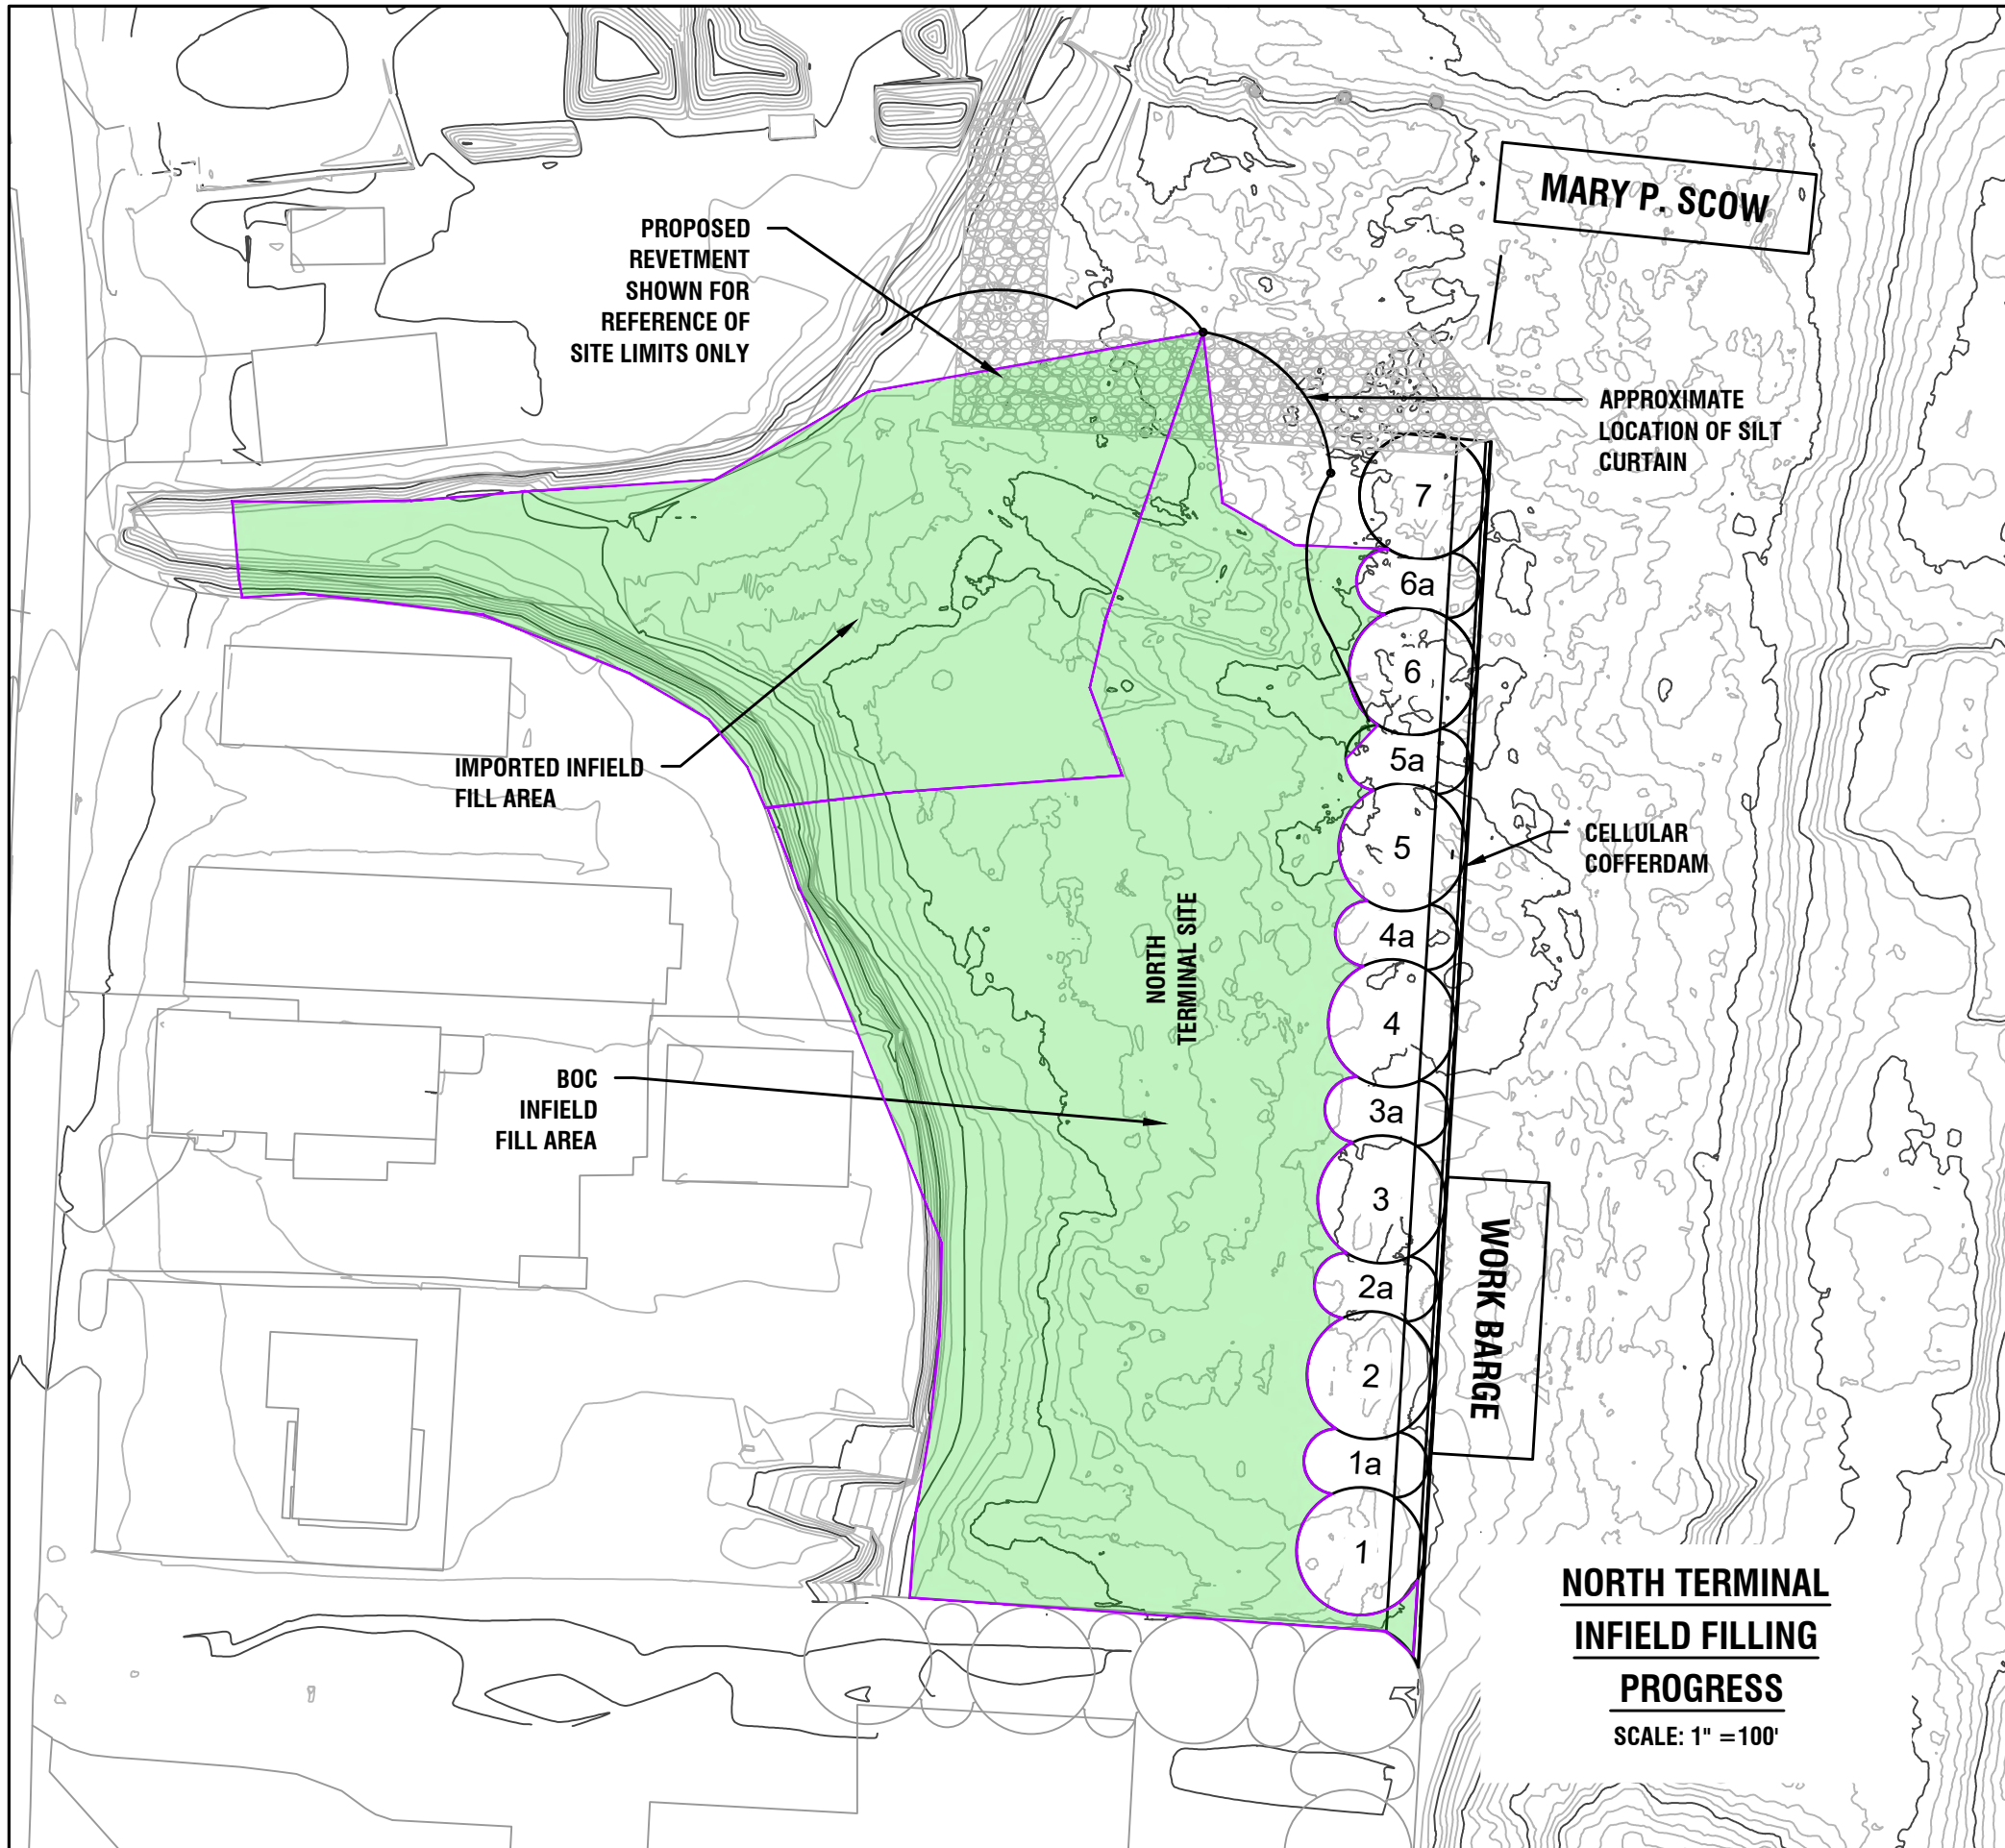 MARY P. SCOW
PROPOSED
REVETMENT
SHOWN FOR
REFERENCE OF
SITE LIMITS ONLY
APPROXIMATE
LOCATION OF SILT
CURTAIN
7
6a
6
5a
IMPORTED INFIELD
FILL AREA
5
CELLULAR
COFFERDAM
4a
NORTH
TERMINAL SITE
4
BOC
INFIELD
FILL AREA
3a
3
2a
WORK BARGE
2
1a
1
NORTH TERMINAL
INFIELD FILLING
PROGRESS
SCALE: 1" =100'